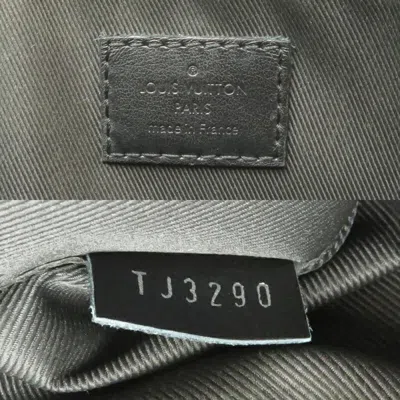 ®
LOUIS VUITTON
PARIS
made in France
TJ3290